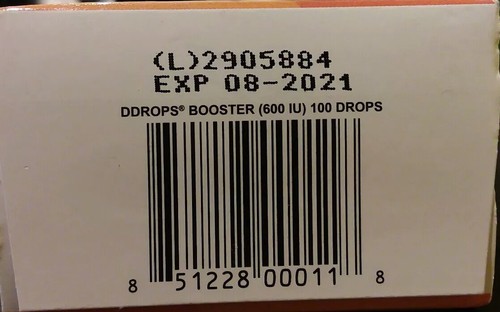 (L)2905884
EXP 08-2021
DDROPS® BOOSTER (600 IU) 100 DROPS
8 51228 00011 8